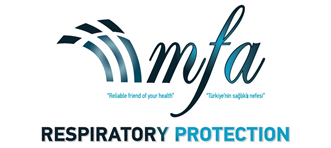 mfa
"Reliable friend of your health" "Türkiye'nin sağlıklı nefesi"
RESPIRATORY PROTECTION